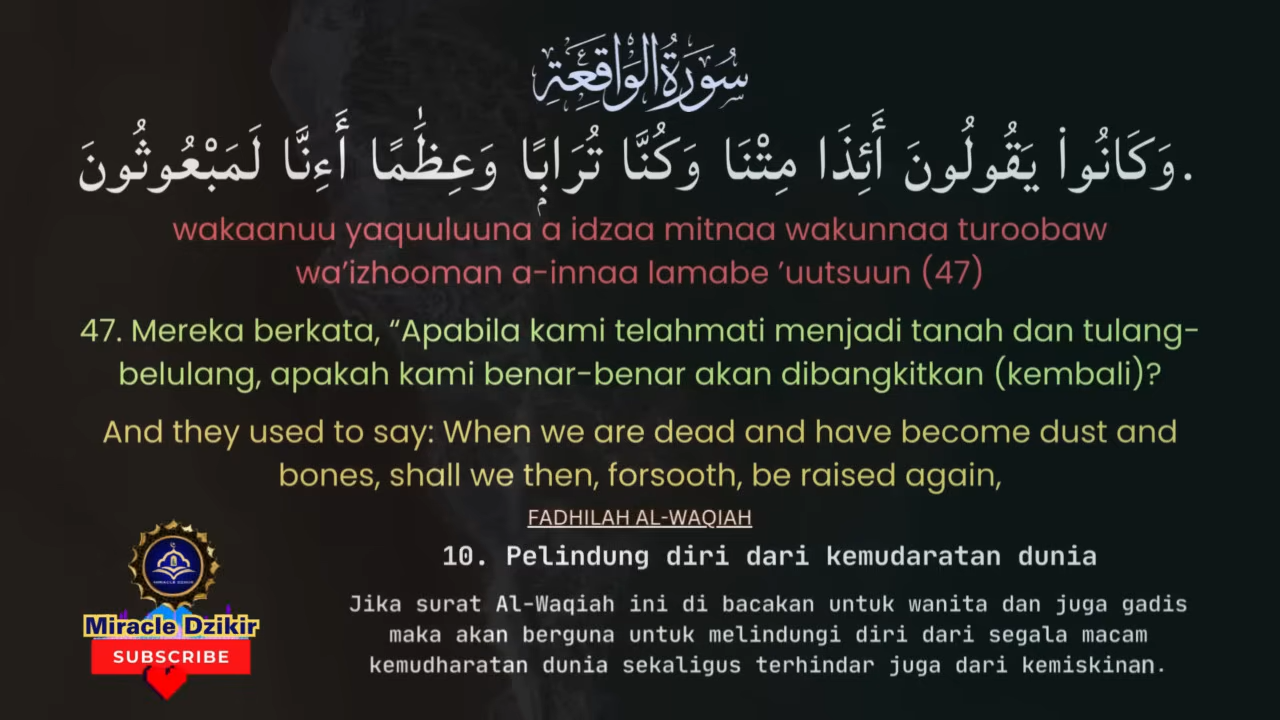 سُورَةُ الْوَاقِعَةِ
وَكَانُوا۟ يَقُولُونَ أَئِذَا مِتْنَا وَكُنَّا تُرَابًۭا وَعِظَٰمًا أَءِنَّا لَمَبْعُوثُونَ.
wakaanuu yaquuluuna a idzaa mitnaa wakunnaa turoobaw
wa’izhooman a-innaa lamabe ’uutsuun (47)
47. Mereka berkata, “Apabila kami telahmati menjadi tanah dan tulang-
belulang, apakah kami benar-benar akan dibangkitkan (kembali)?
And they used to say: When we are dead and have become dust and
bones, shall we then, forsooth, be raised again,
FADHILAH AL-WAQIAH
10. Pelindung diri dari kemudaratan dunia
Jika surat Al-Waqiah ini di bacakan untuk wanita dan juga gadis
maka akan berguna untuk melindungi diri dari segala macam
kemudharatan dunia sekaligus terhindar juga dari kemiskinan.
MIRACLE DZIKIR
Miracle Dzikir
SUBSCRIBE